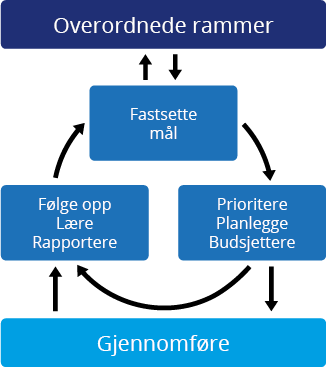 Overordnede rammer
Fastsette
mål
Følge opp
Lære
Rapportere
Prioritere
Planlegge
Budsjettere
Gjennomføre